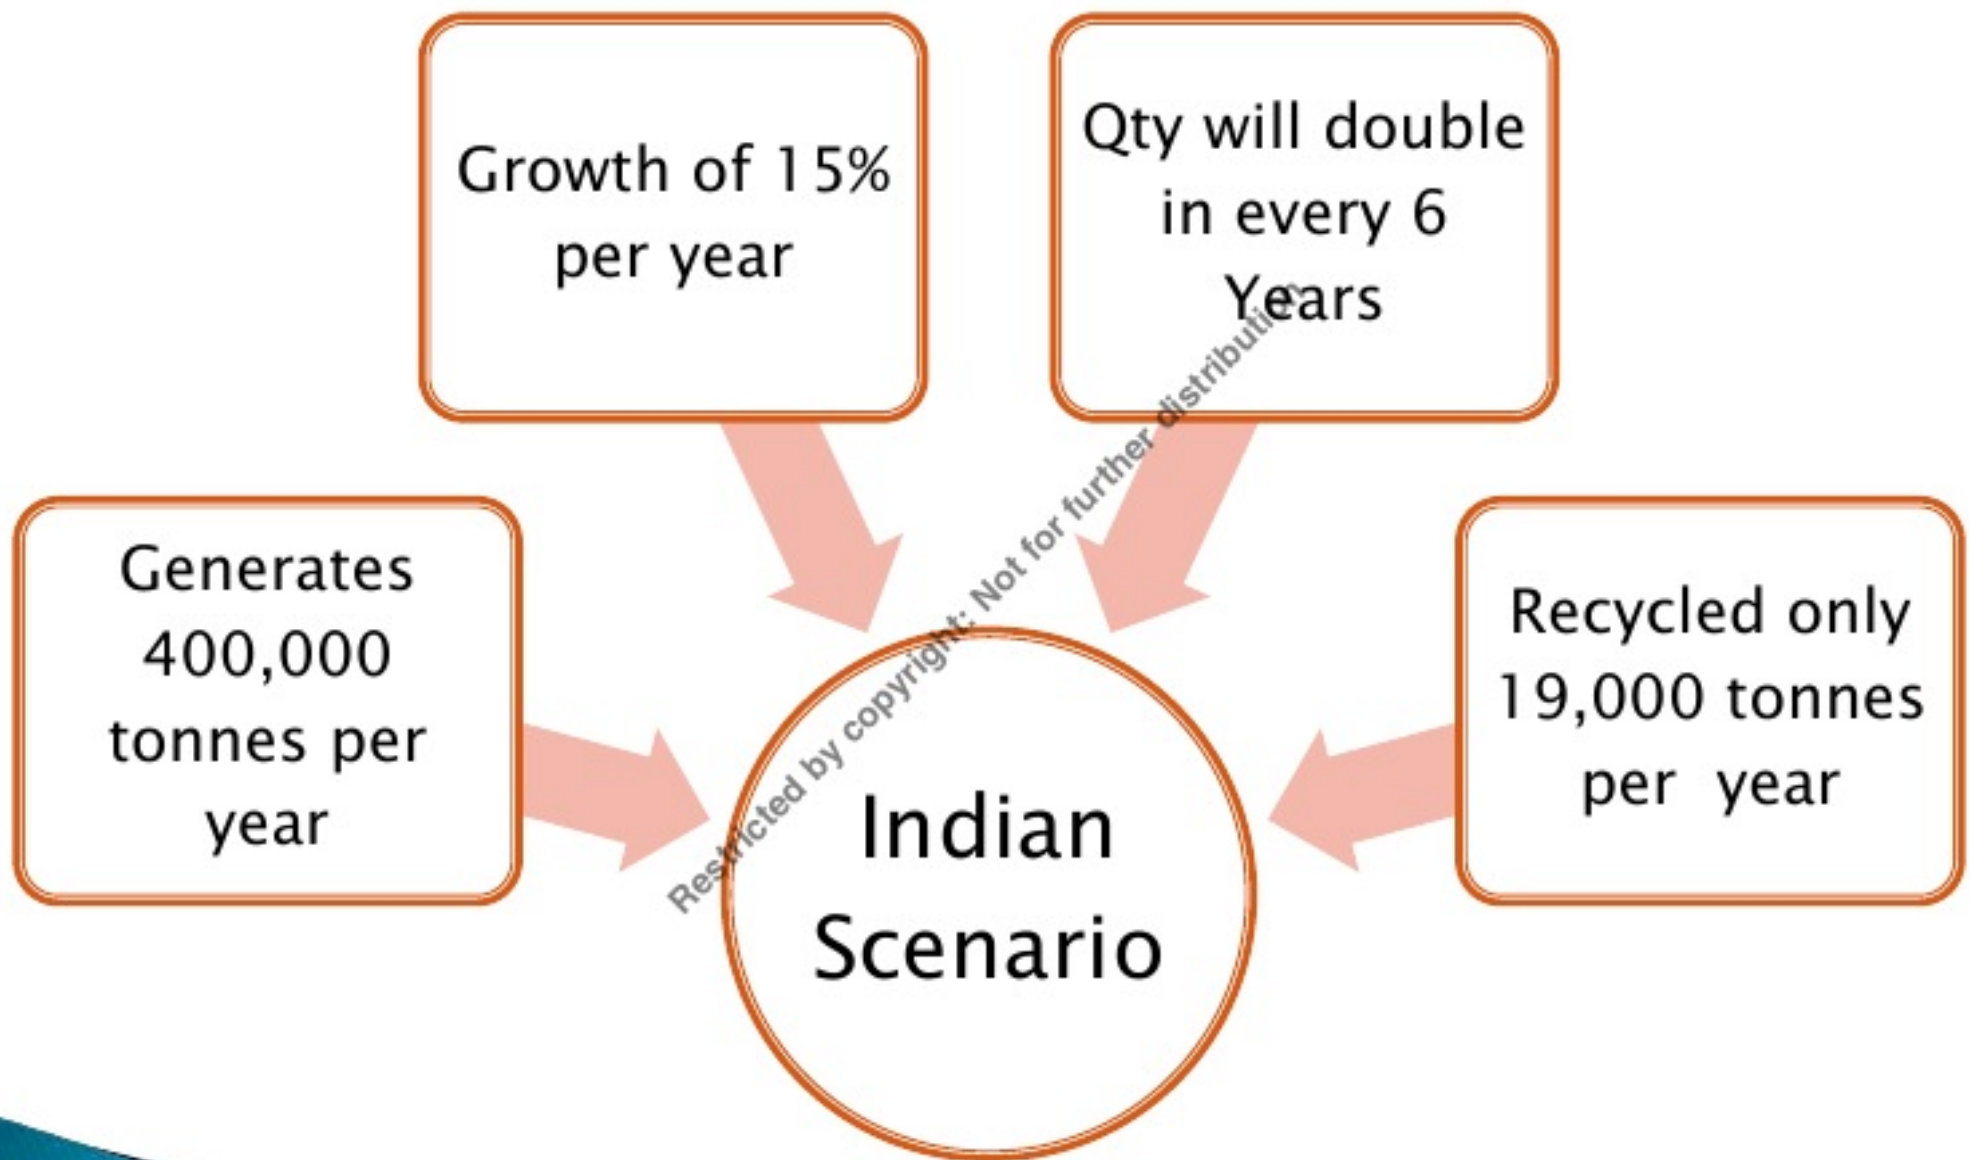 Growth of 15%
per year
Qty will double
in every 6
Years
Generates
400,000
tonnes per
year
Recycled only
19,000 tonnes
per  year
Indian
Scenario
Restricted by copyright: Not for further distribution